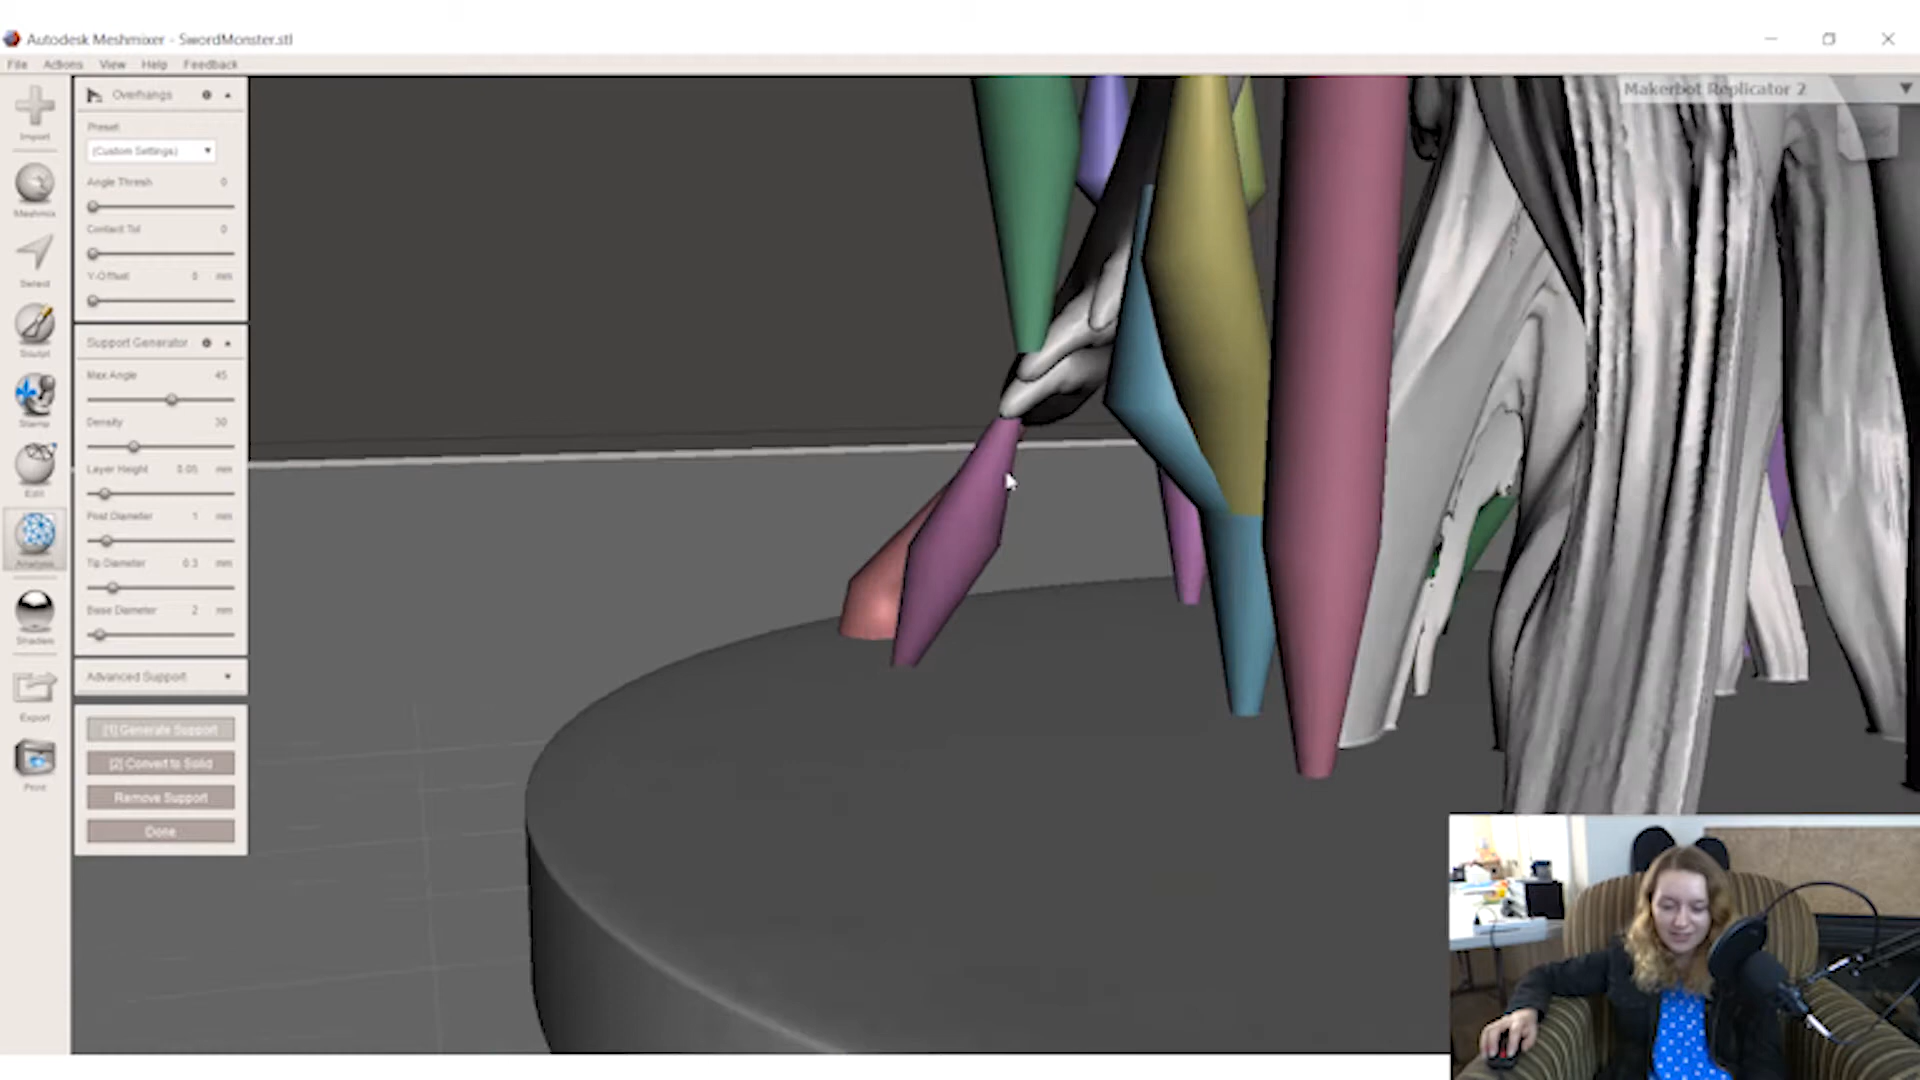 Autodesk Meshmixer - SwordMonster.stl
File Actions View Help Feedback
Makerbot Replicator 2
Import
Meshmix
Select
Sculpt
Stamp
Edit
Analysis
Shaders
Export
Print
Overhangs
Preset
(Custom Settings)
Angle Thresh 0
Contact Tol 0
Y-Offset 0 mm
Support Generator
Max Angle 45
Density 30
Layer Height 0.05 mm
Post Diameter 1 mm
Tip Diameter 0.3 mm
Base Diameter 2 mm
Advanced Support
[1] Generate Support
[2] Convert to Solid
Remove Support
Done